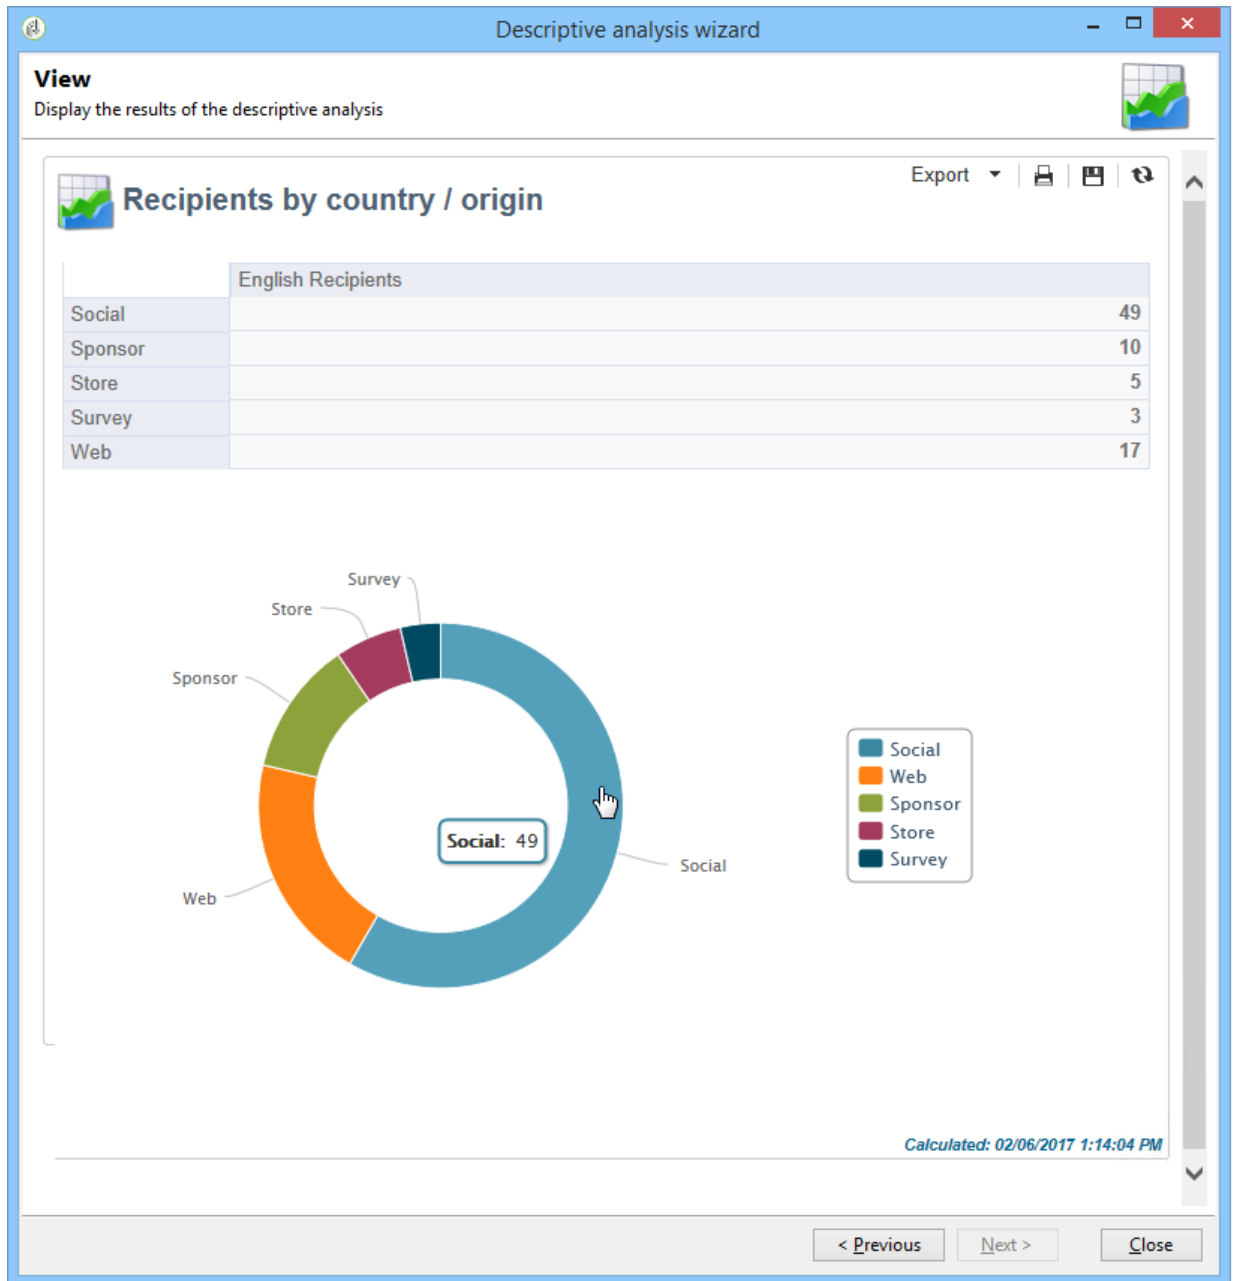 Descriptive analysis wizard
View
Display the results of the descriptive analysis
Export
Recipients by country / origin
English Recipients
Social 49
Sponsor 10
Store 5
Survey 3
Web 17
Survey
Store
Sponsor
Social
Web
Sponsor
Store
Survey
Social: 49
Social
Web
Calculated: 02/06/2017 1:14:04 PM
< Previous Next > Close